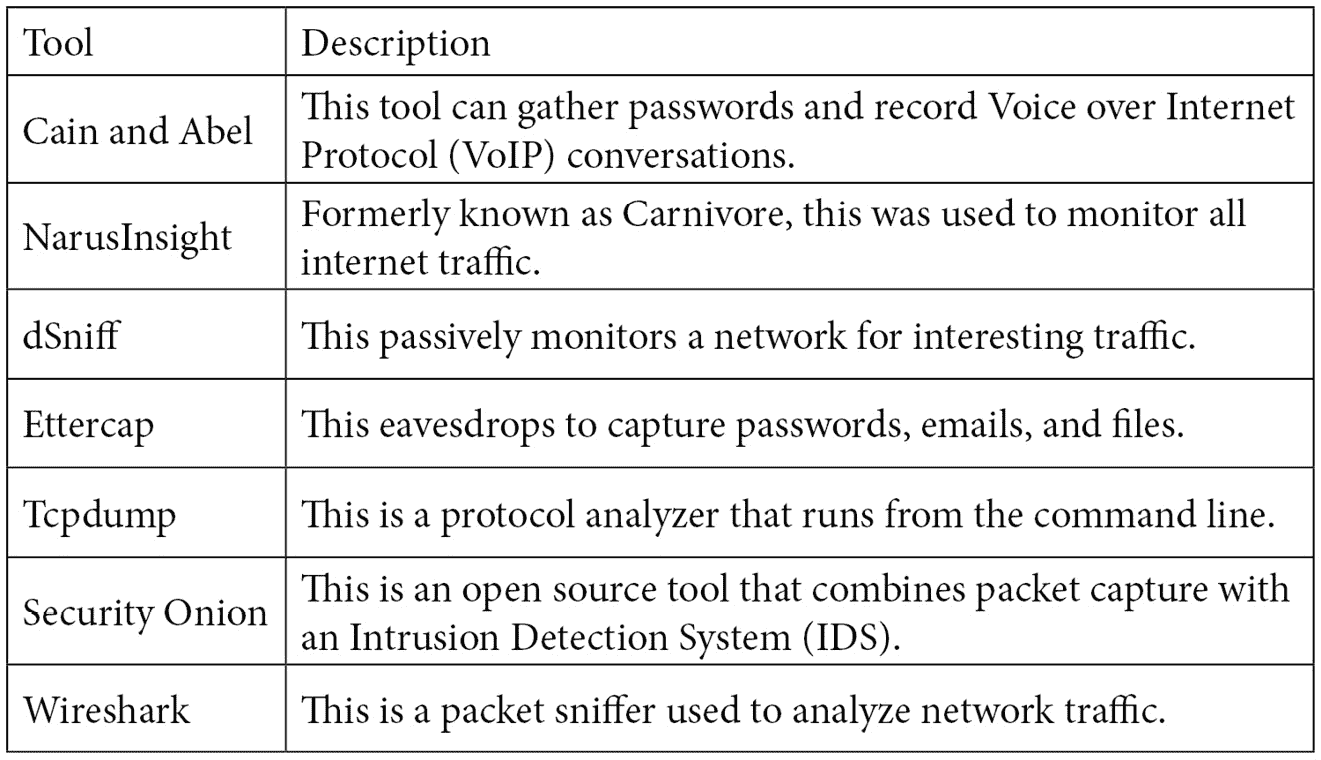 Tool Description
Cain and Abel
This tool can gather passwords and record Voice over Internet
Protocol (VoIP) conversations.
NarusInsight
Formerly known as Carnivore, this was used to monitor all
internet traffic.
dSniff
This passively monitors a network for interesting traffic.
Ettercap
This eavesdrops to capture passwords, emails, and files.
Tcpdump
This is a protocol analyzer that runs from the command line.
Security Onion
This is an open source tool that combines packet capture with
an Intrusion Detection System (IDS).
Wireshark
This is a packet sniffer used to analyze network traffic.